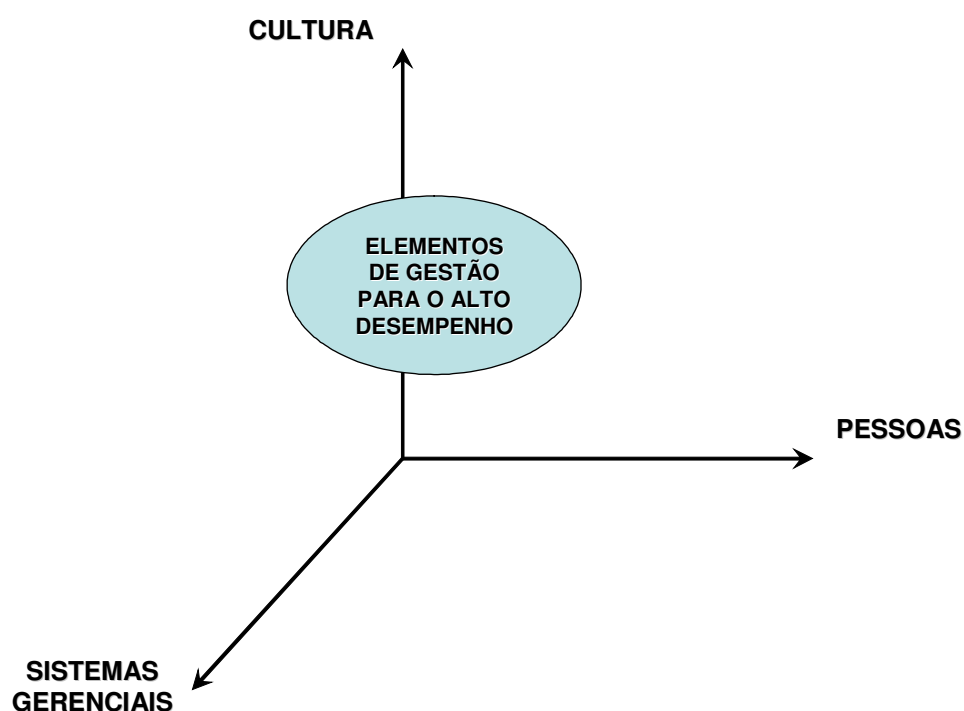 CULTURA
ELEMENTOS
DE GESTÃO
PARA O ALTO
DESEMPENHO
PESSOAS
SISTEMAS
GERENCIAIS